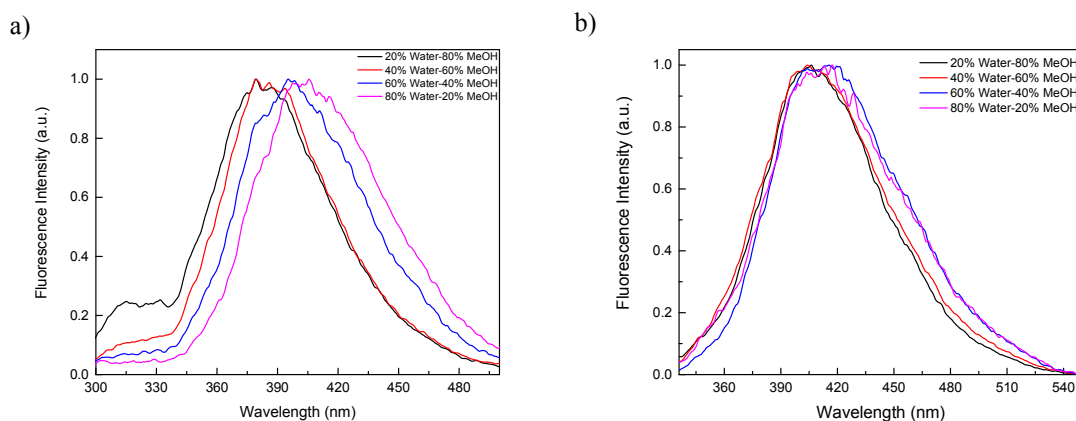 a)
20% Water-80% MeOH
40% Water-60% MeOH
60% Water-40% MeOH
80% Water-20% MeOH
1.0
0.8
0.6
0.4
0.2
0.0
Fluorescence Intensity (a.u.)
300 330 360 390 420 450 480
Wavelength (nm)
b)
20% Water-80% MeOH
40% Water-60% MeOH
60% Water-40% MeOH
80% Water-20% MeOH
1.0
0.8
0.6
0.4
0.2
0.0
Fluorescence Intensity (a.u.)
360 390 420 450 480 510 540
Wavelength (nm)